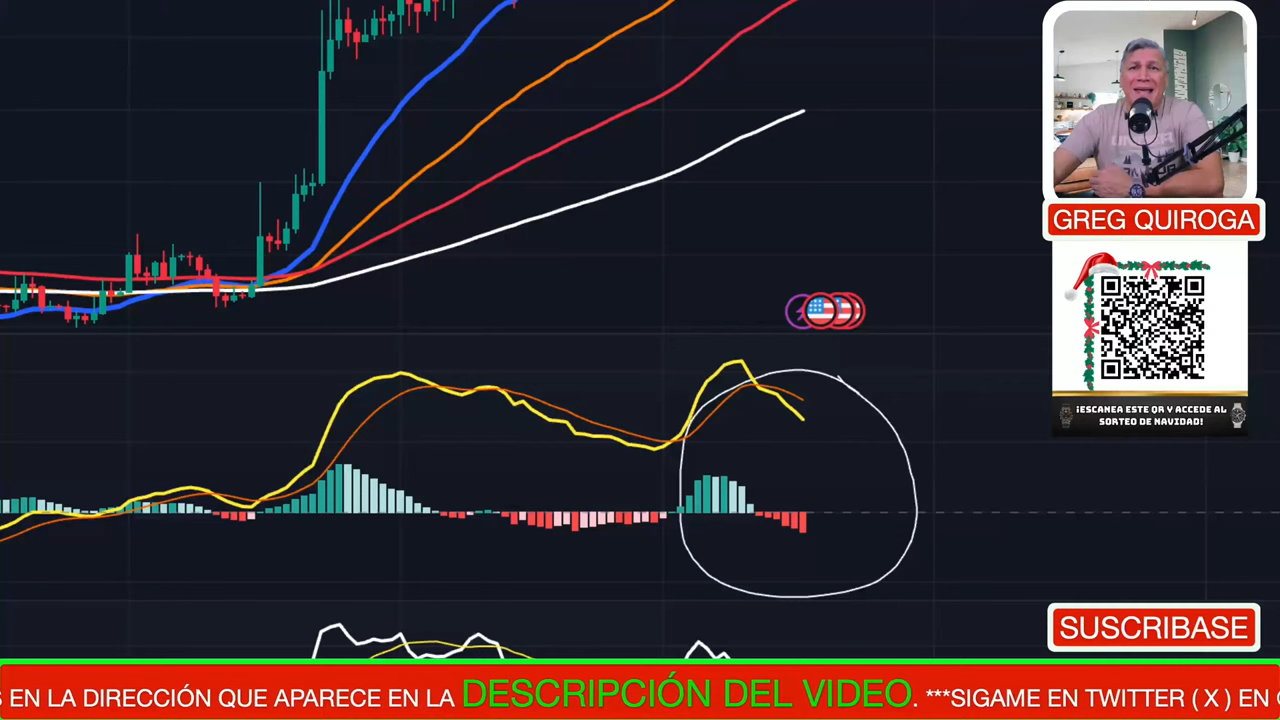 GREG QUIROGA
¡ESCANEA ESTE QR Y ACCEDE AL
SORTEO DE NAVIDAD!
SUSCRIBASE
EN LA DIRECCIÓN QUE APARECE EN LA DESCRIPCIÓN DEL VIDEO. ***SIGAME EN TWITTER ( X ) EN